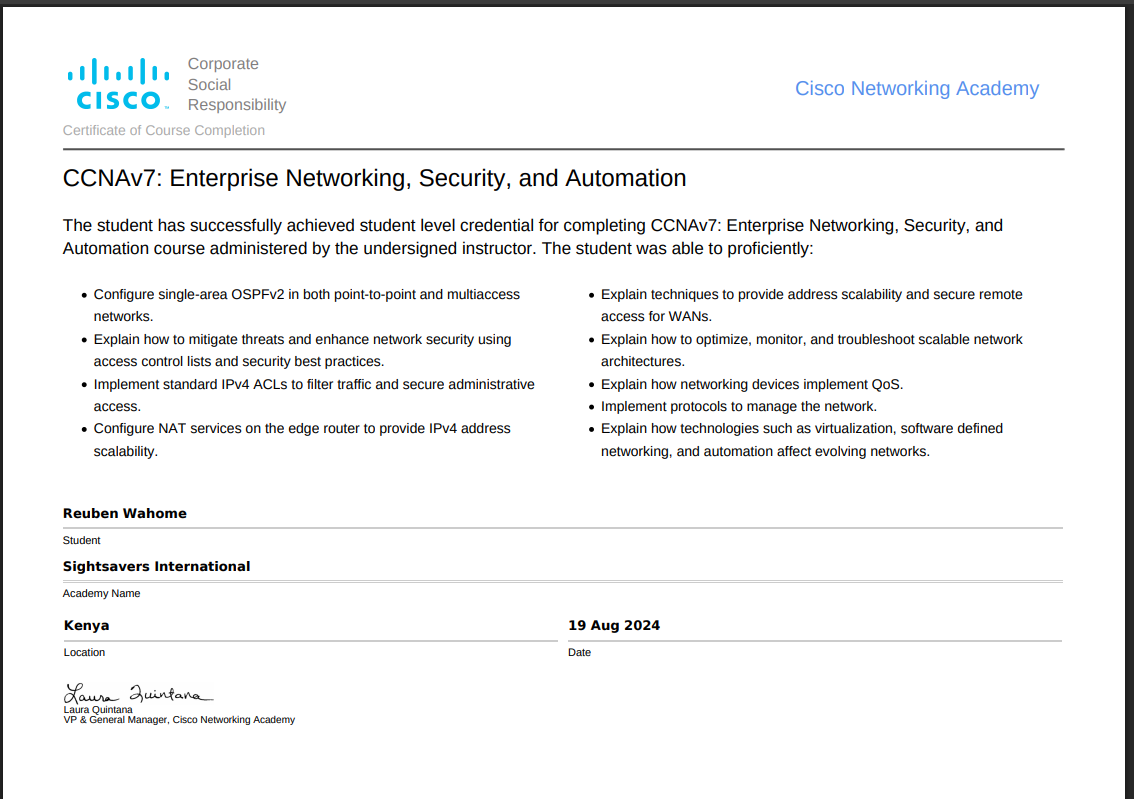 CISCO
Corporate
Social
Responsibility
Cisco Networking Academy
Certificate of Course Completion
CCNAv7: Enterprise Networking, Security, and Automation
The student has successfully achieved student level credential for completing CCNAv7: Enterprise Networking, Security, and
Automation course administered by the undersigned instructor. The student was able to proficiently:
• Configure single-area OSPFv2 in both point-to-point and multiaccess
networks.
• Explain how to mitigate threats and enhance network security using
access control lists and security best practices.
• Implement standard IPv4 ACLs to filter traffic and secure administrative
access.
• Configure NAT services on the edge router to provide IPv4 address
scalability.
• Explain techniques to provide address scalability and secure remote
access for WANs.
• Explain how to optimize, monitor, and troubleshoot scalable network
architectures.
• Explain how networking devices implement QoS.
• Implement protocols to manage the network.
• Explain how technologies such as virtualization, software defined
networking, and automation affect evolving networks.
Reuben Wahome
Student
Sightsavers International
Academy Name
Kenya
Location
19 Aug 2024
Date
Laura Quintana
Laura Quintana
VP & General Manager, Cisco Networking Academy